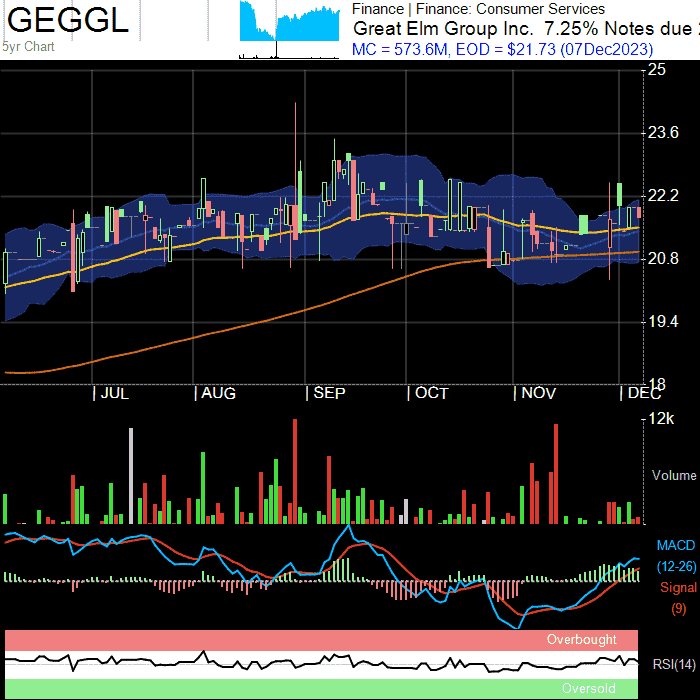 GEGGL
5yr Chart
Finance | Finance: Consumer Services
Great Elm Group Inc. 7.25% Notes due
MC = 573.6M, EOD = $21.73 (07Dec2023)
25
23.6
22.2
20.8
19.4
18
| JUL | AUG | SEP | OCT | NOV | DEC
12k
Volume
MACD
(12-26)
Signal
(9)
Overbought
RSI(14)
Oversold